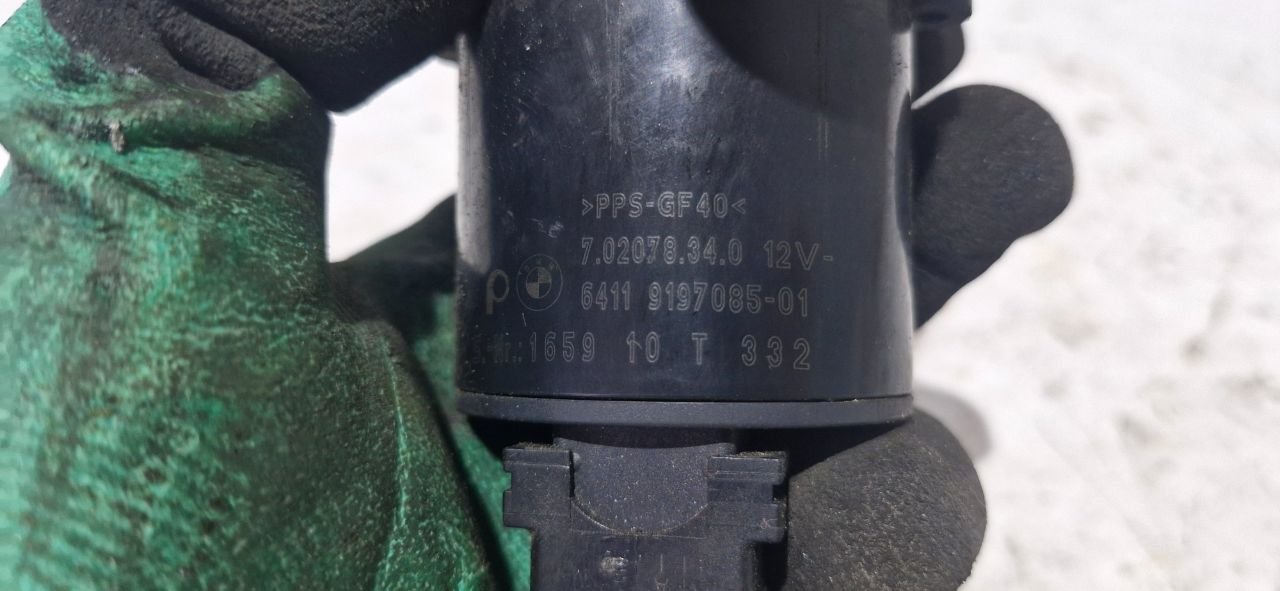 >PPS-GF40<
7.02078.34.0 12V-
6411 9197085-01
1659 10 T 332